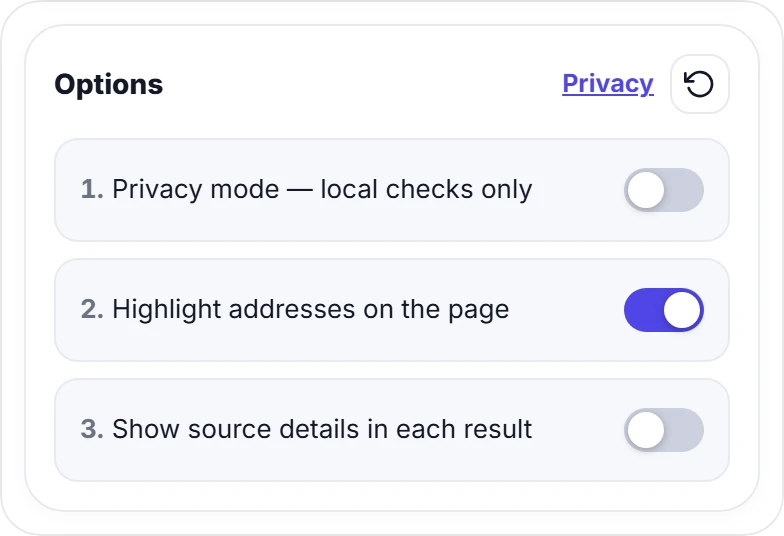 Options
Privacy
1. Privacy mode — local checks only
2. Highlight addresses on the page
3. Show source details in each result